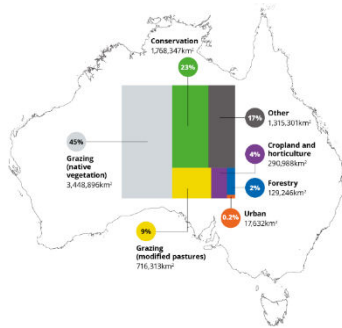 Conservation
1,768,347km²
23%
45%
Grazing
(native
vegetation)
3,448,896km²
17%
Other
1,315,301km²
4%
Cropland and
horticulture
290,988km²
2%
Forestry
129,246km²
0.2%
Urban
17,632km²
9%
Grazing
(modified pastures)
716,313km²